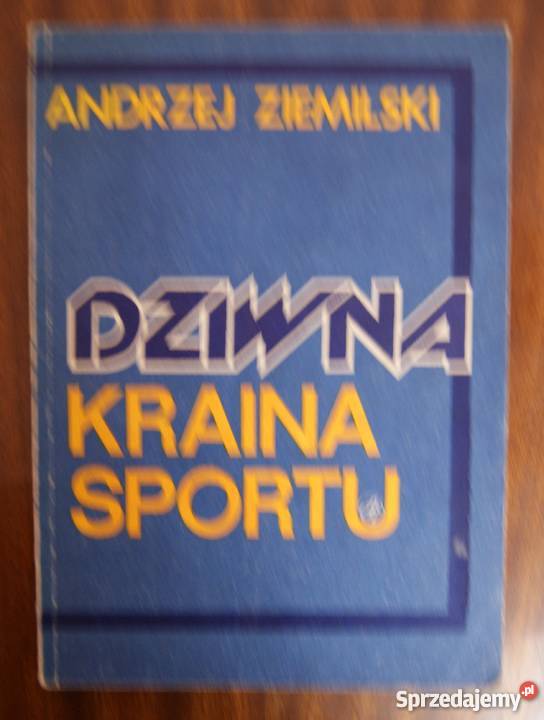 ANDRZEJ ZIEMILSKI
DZIWNA
KRAINA
SPORTU
Sprzedajemy.pl